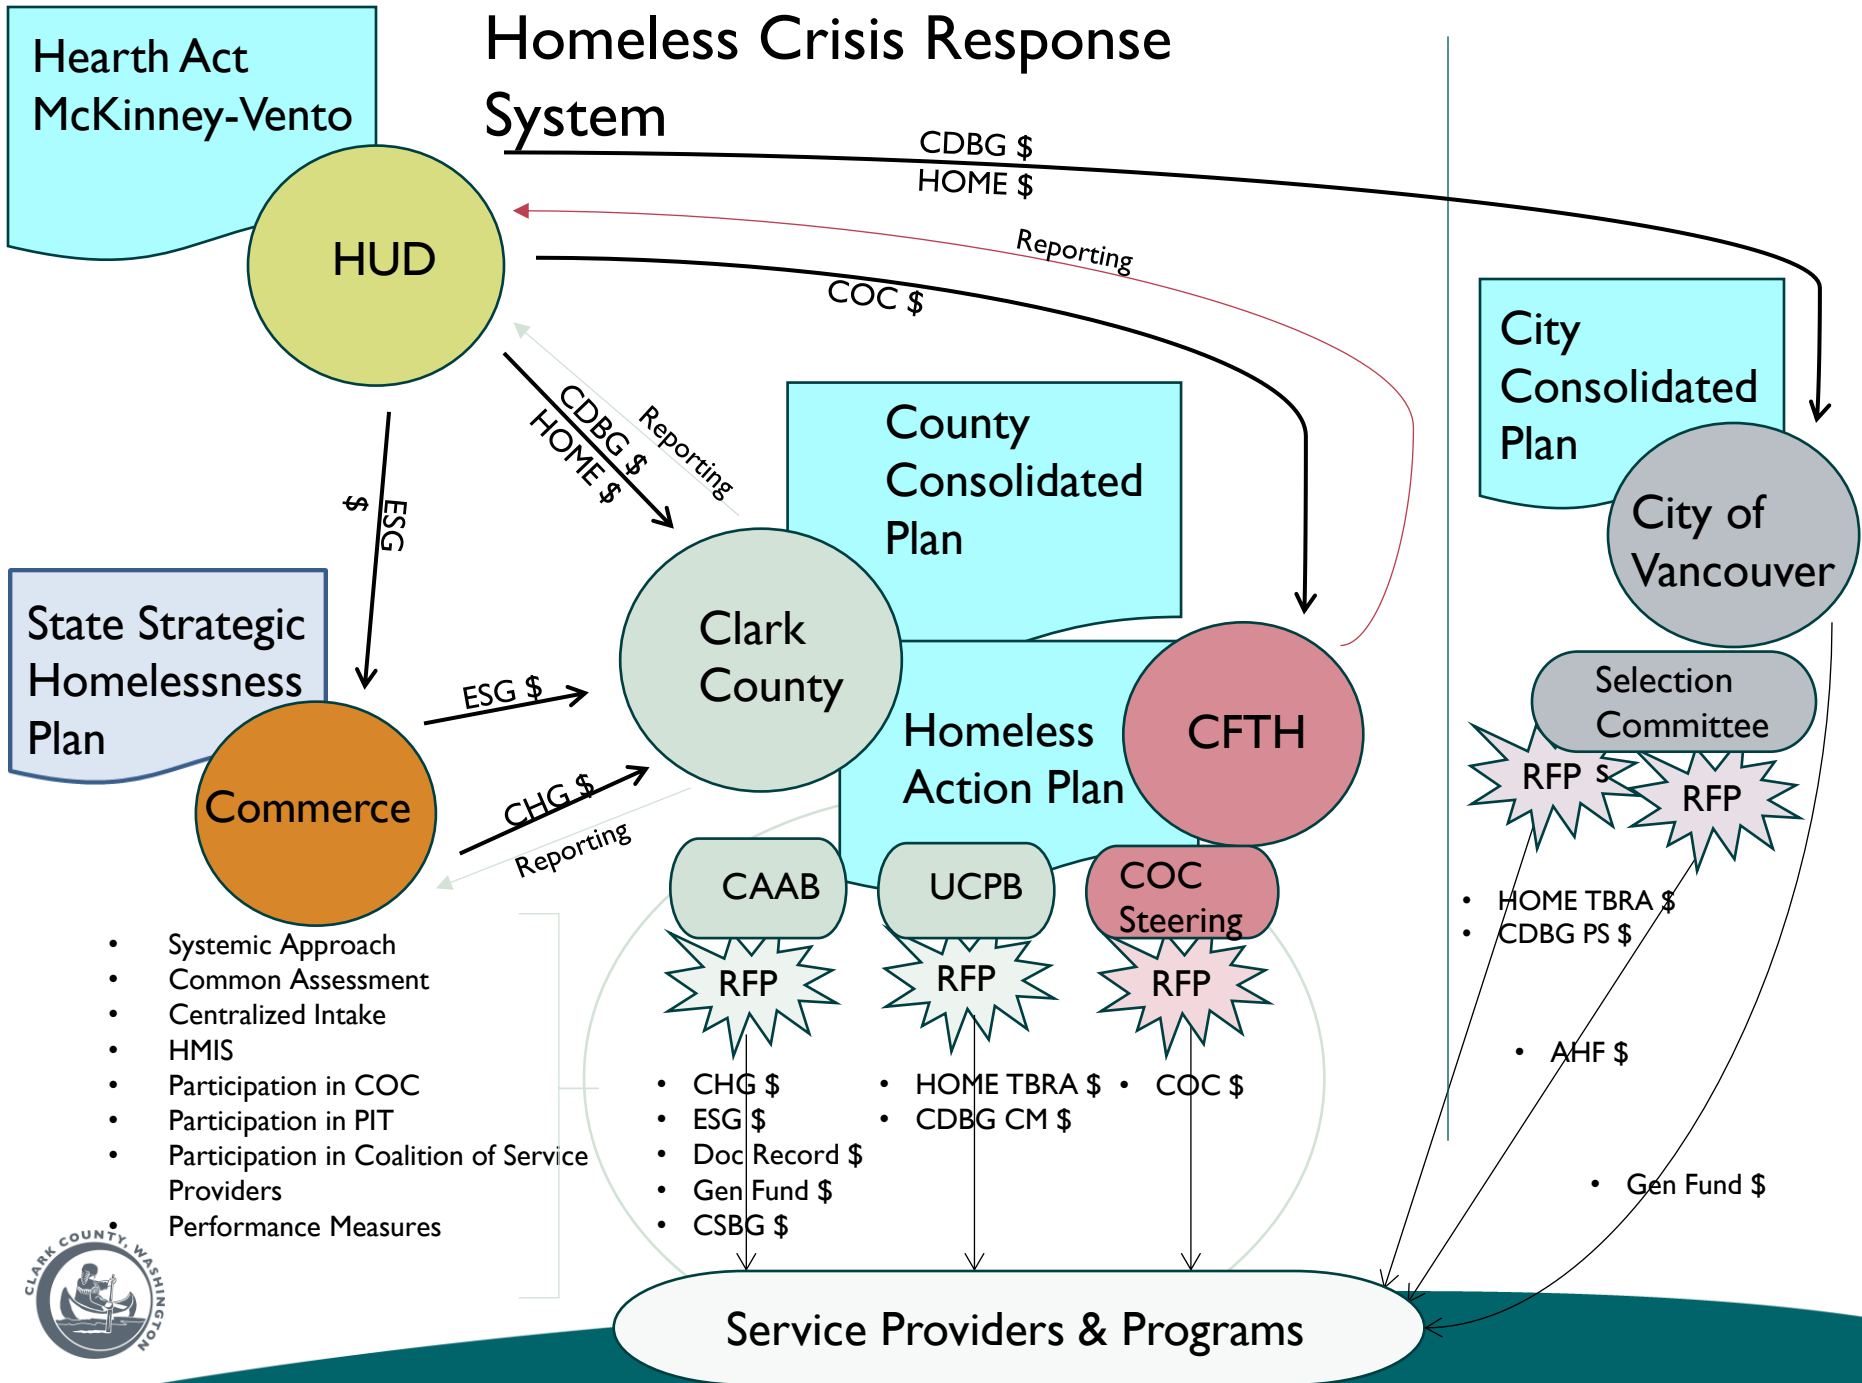 Homeless Crisis Response
System
Hearth Act
McKinney-Vento
HUD
CDBG $
HOME $
Reporting
COC $
CDBG $
HOME $
Reporting
ESG
$
City
Consolidated
Plan
City of
Vancouver
County
Consolidated
Plan
Clark
County
State Strategic
Homelessness
Plan
Commerce
ESG $
CHG $
Reporting
Homeless
Action Plan
CFTH
Selection
Committee
RFP s
RFP
CAAB
UCPB
COC
Steering
RFP
RFP
RFP
• HOME TBRA $
• CDBG PS $
• AHF $
• Gen Fund $
• Systemic Approach
• Common Assessment
• Centralized Intake
• HMIS
• Participation in COC
• Participation in PIT
• Participation in Coalition of Service
Providers
• Performance Measures
• CHG $
• ESG $
• Doc Record $
• Gen Fund $
• CSBG $
• HOME TBRA $
• CDBG CM $
• COC $
CLARK COUNTY, WASHINGTON
Service Providers & Programs